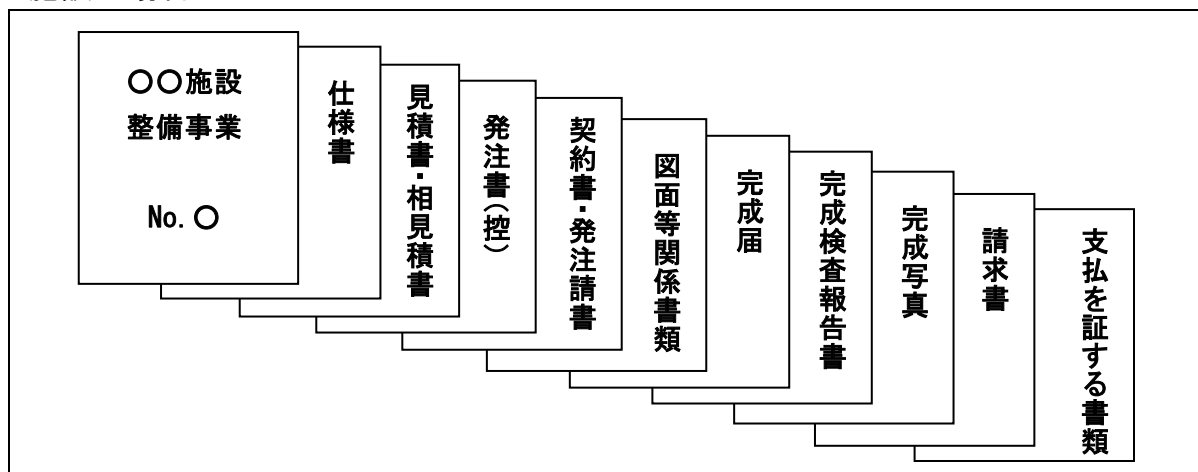 〇〇施設
整備事業
No.〇
仕様書
見積書・相見積書
発注書(控)
契約書・発注請書
図面等関係書類
完成届
完成検査報告書
完成写真
請求書
支払を証する書類